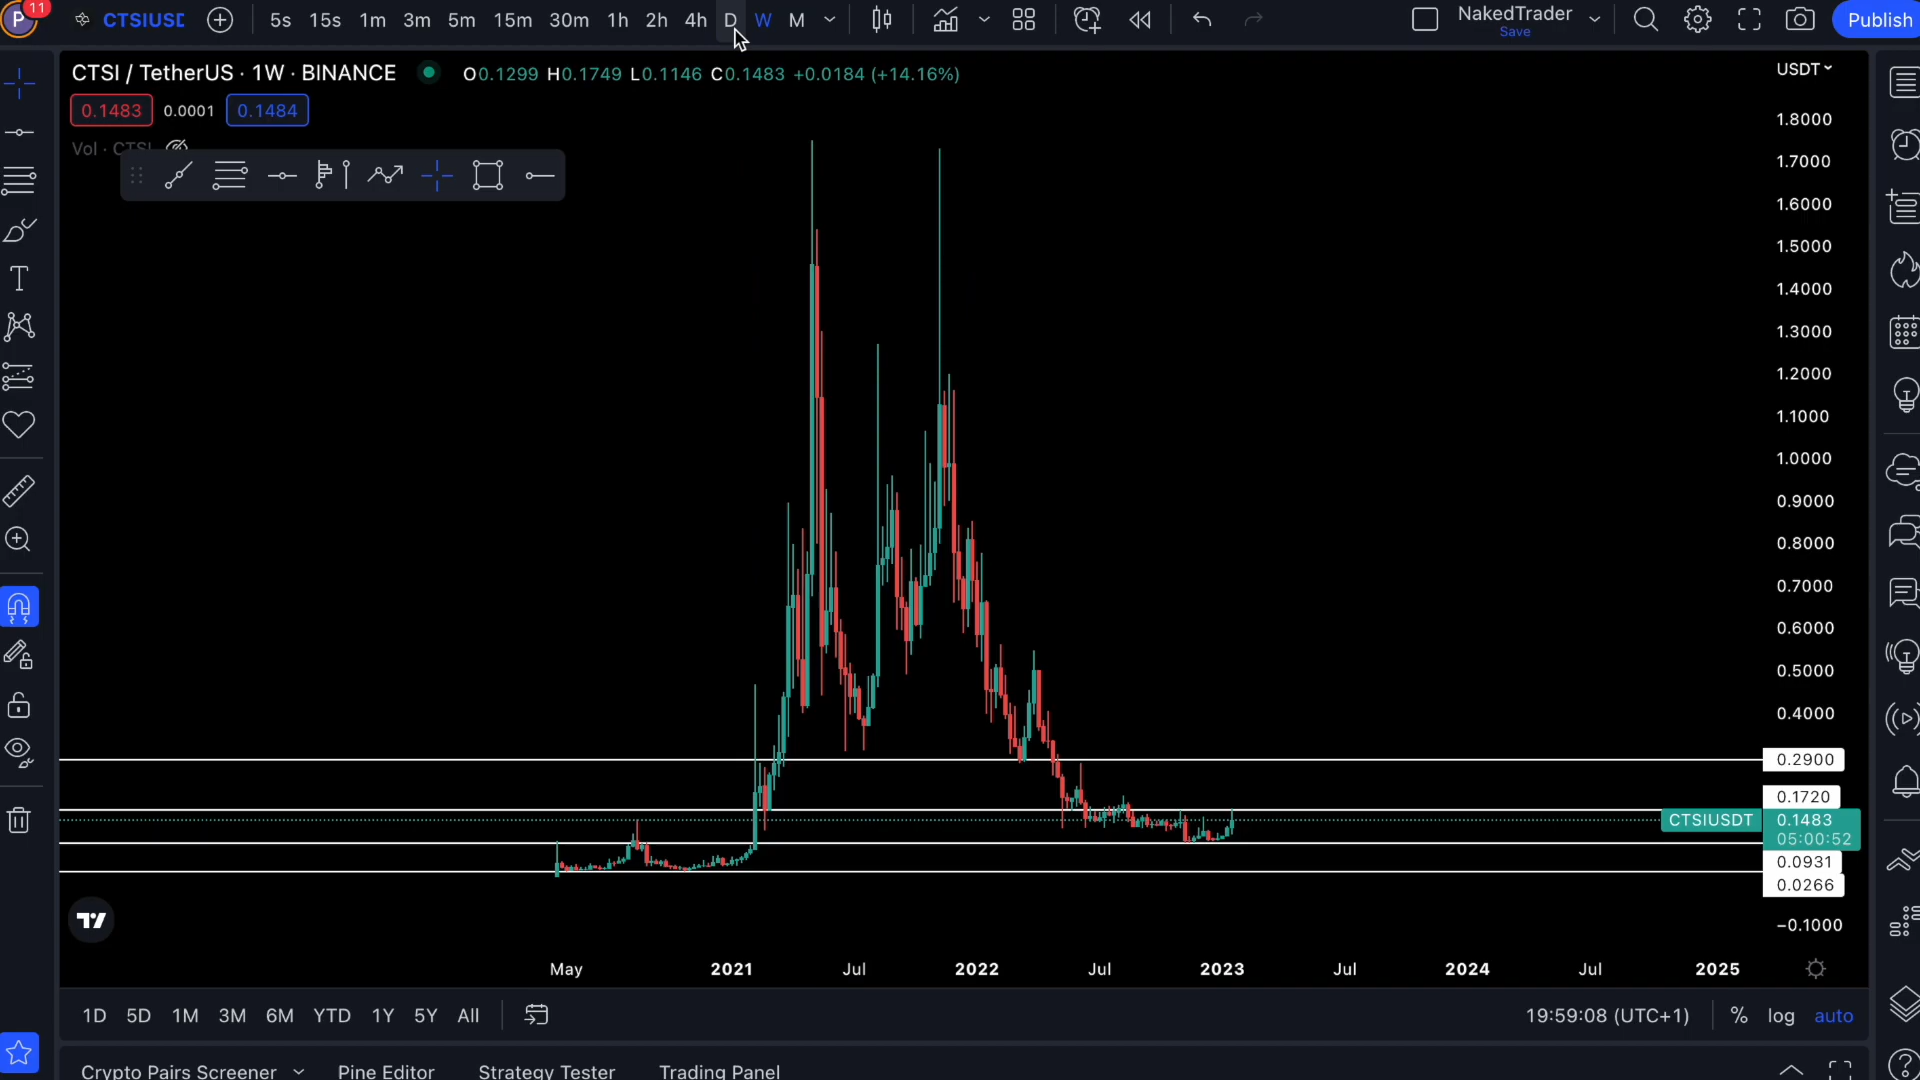 P 11 CTSIUSD 5s 15s 1m 3m 5m 15m 30m 1h 2h 4h D W M NakedTrader Save Publish
CTSI / TetherUS · 1W · BINANCE O0.1299 H0.1749 L0.1146 C0.1483 +0.0184 (+14.16%) USDT
0.1483 0.0001 0.1484
Vol · CTSI
1.8000
1.7000
1.6000
1.5000
1.4000
1.3000
1.2000
1.1000
1.0000
0.9000
0.8000
0.7000
0.6000
0.5000
0.4000
0.2900
0.1720
CTSIUSDT 0.1483
05:00:52
0.0931
0.0266
−0.1000
May 2021 Jul 2022 Jul 2023 Jul 2024 Jul 2025
1D 5D 1M 3M 6M YTD 1Y 5Y All 19:59:08 (UTC+1) % log auto
Crypto Pairs Screener Pine Editor Strategy Tester Trading Panel